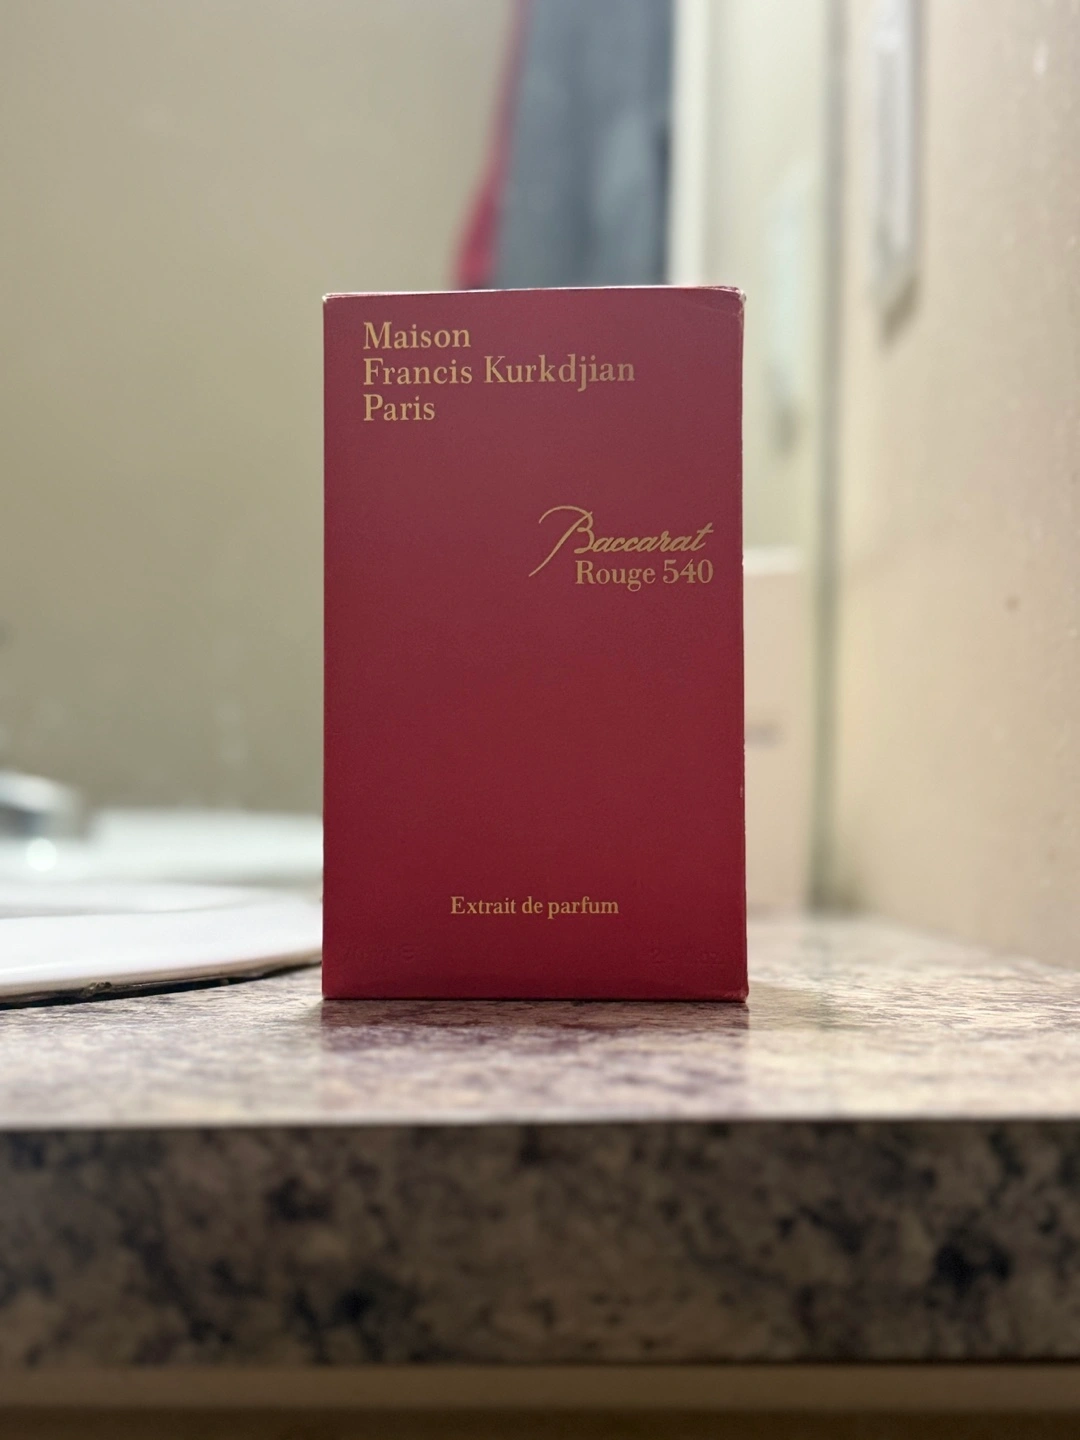 Maison
Francis Kurkdjian
Paris
Baccarat
Rouge 540
Extrait de parfum